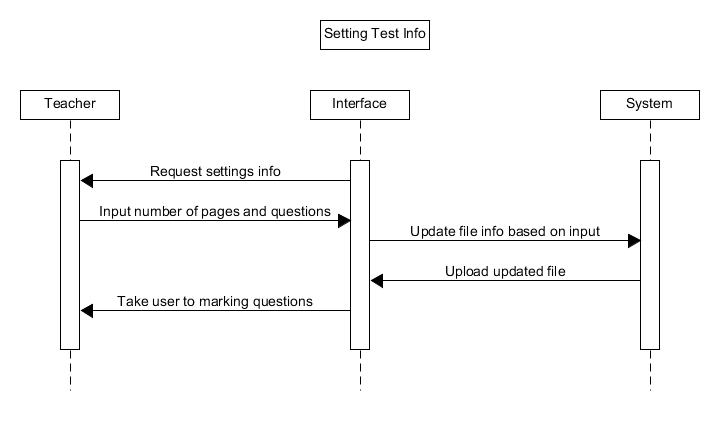 Setting Test Info
Teacher
Interface
System
Request settings info
Input number of pages and questions
Update file info based on input
Upload updated file
Take user to marking questions